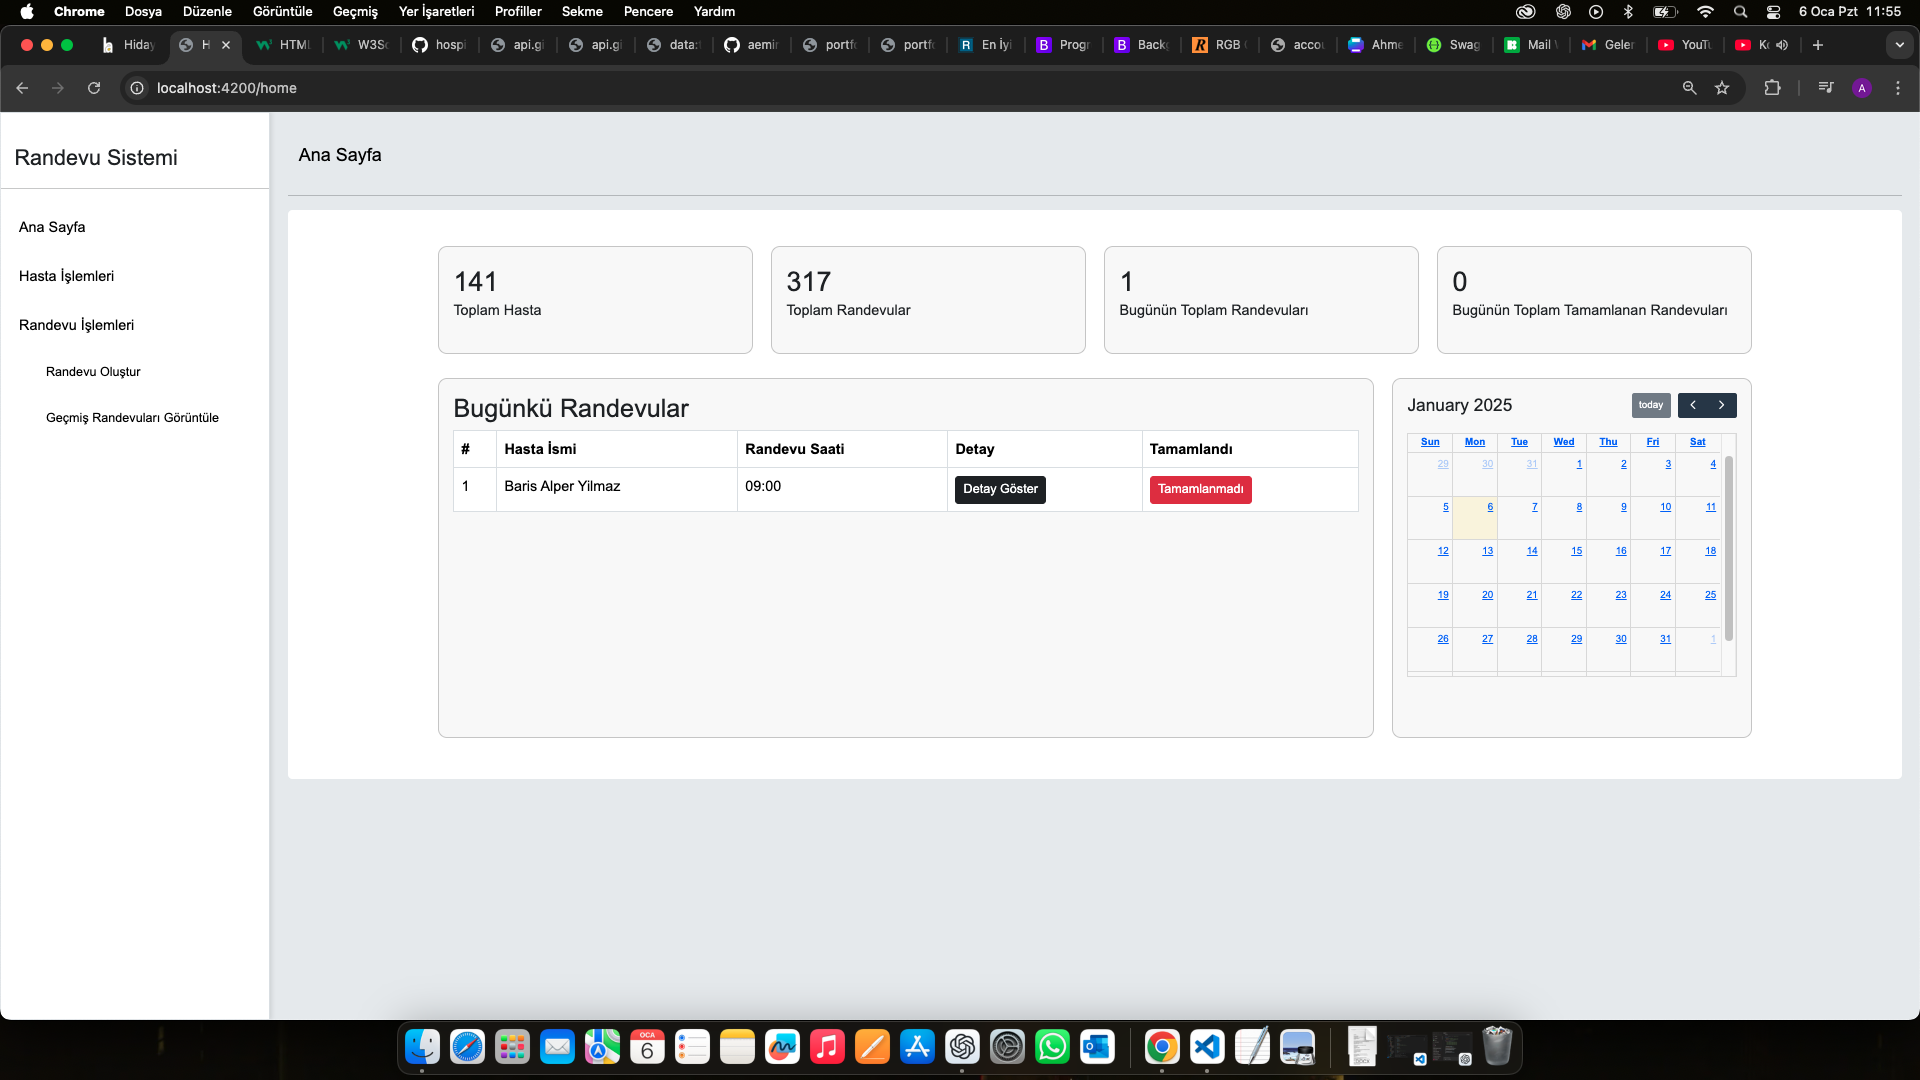 Chrome Dosya Düzenle Görüntüle Geçmiş Yer İşaretleri Profiller Sekme Pencere Yardım 6 Oca Pzt 11:55
Hiday H HTML W3Sc hospi api.gi api.gi data: aemir portfo portfo En İyi Progr Backg RGB accou Ahme Swag Mail Geler YouTu
localhost:4200/home A
Randevu Sistemi
Ana Sayfa
Hasta İşlemleri
Randevu İşlemleri
Randevu Oluştur
Geçmiş Randevuları Görüntüle
Ana Sayfa
141
Toplam Hasta
317
Toplam Randevular
1
Bugünün Toplam Randevuları
0
Bugünün Toplam Tamamlanan Randevuları
Bugünkü Randevular
# Hasta İsmi Randevu Saati Detay Tamamlandı
1 Baris Alper Yilmaz 09:00 Detay Göster Tamamlanmadı
January 2025 today
Sun Mon Tue Wed Thu Fri Sat
29 30 31 1 2 3 4
5 6 7 8 9 10 11
12 13 14 15 16 17 18
19 20 21 22 23 24 25
26 27 28 29 30 31 1
OCA
6